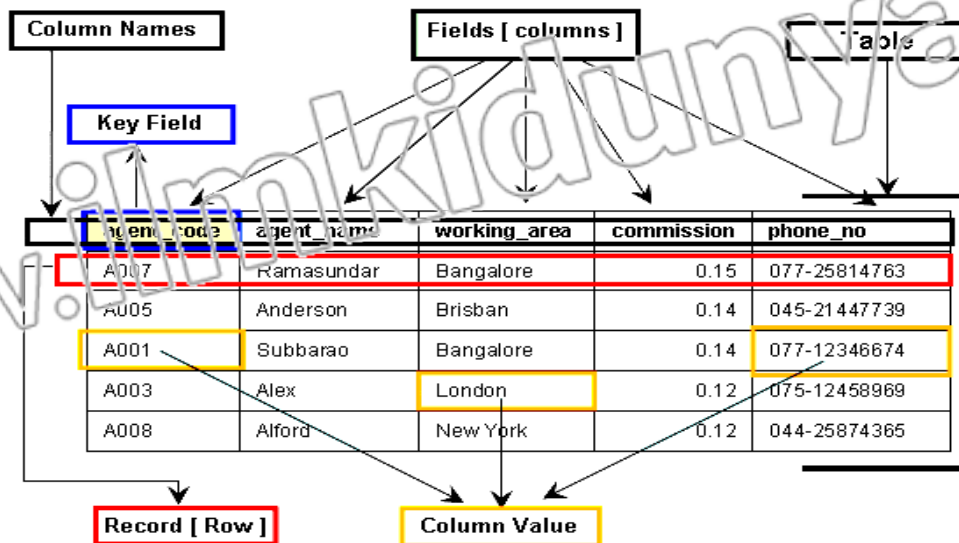 Column Names
Fields [ columns ]
Table
Key Field
agent_code agent_name working_area commission phone_no
A007 Ramasundar Bangalore 0.15 077-25814763
A005 Anderson Brisban 0.14 045-21447739
A001 Subbarao Bangalore 0.14 077-12346674
A003 Alex London 0.12 075-12458969
A008 Alford New York 0.12 044-25874365
Record [ Row ]
Column Value
w.ilmkidunya